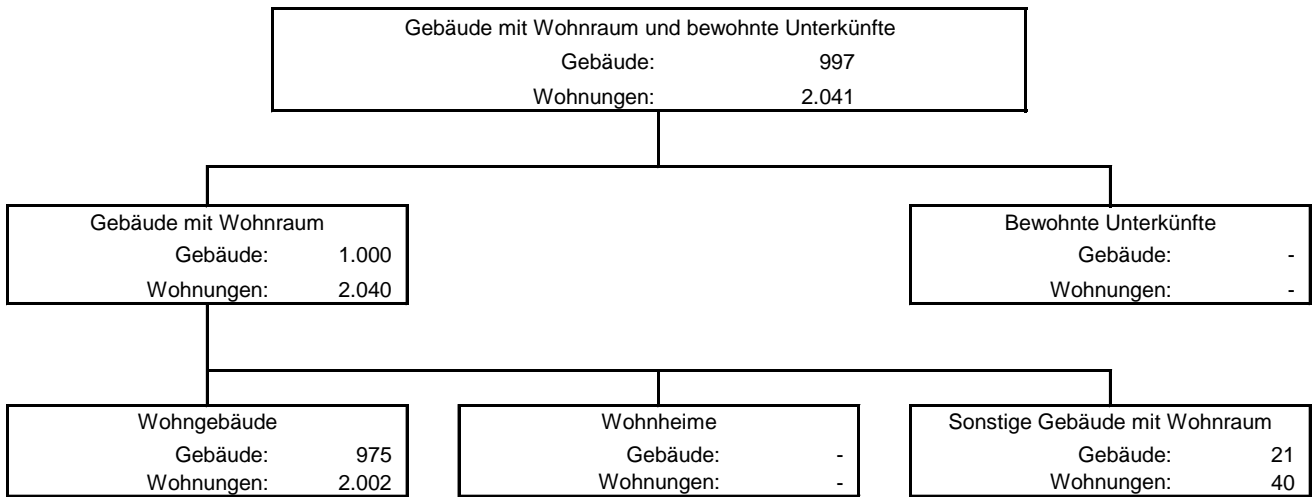 Gebäude mit Wohnraum und bewohnte Unterkünfte
Gebäude: 997
Wohnungen: 2.041
Gebäude mit Wohnraum
Gebäude: 1.000
Wohnungen: 2.040
Bewohnte Unterkünfte
Gebäude: -
Wohnungen: -
Wohngebäude
Gebäude: 975
Wohnungen: 2.002
Wohnheime
Gebäude: -
Wohnungen: -
Sonstige Gebäude mit Wohnraum
Gebäude: 21
Wohnungen: 40